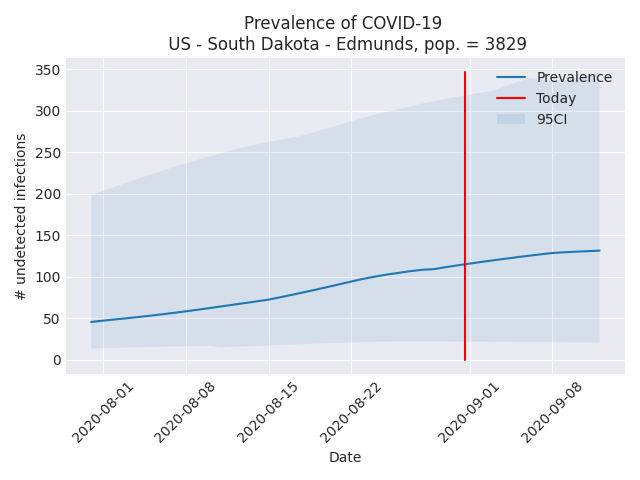 Prevalence of COVID-19
US - South Dakota - Edmunds, pop. = 3829
# undetected infections
350
300
250
200
150
100
50
0
Prevalence
Today
95CI
2020-08-01
2020-08-08
2020-08-15
2020-08-22
2020-09-01
2020-09-08
Date